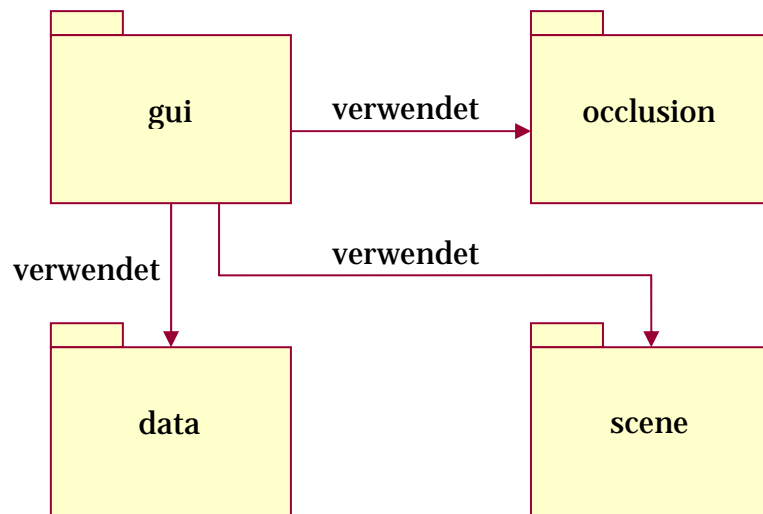 gui
verwendet
occlusion
verwendet
verwendet
data
scene